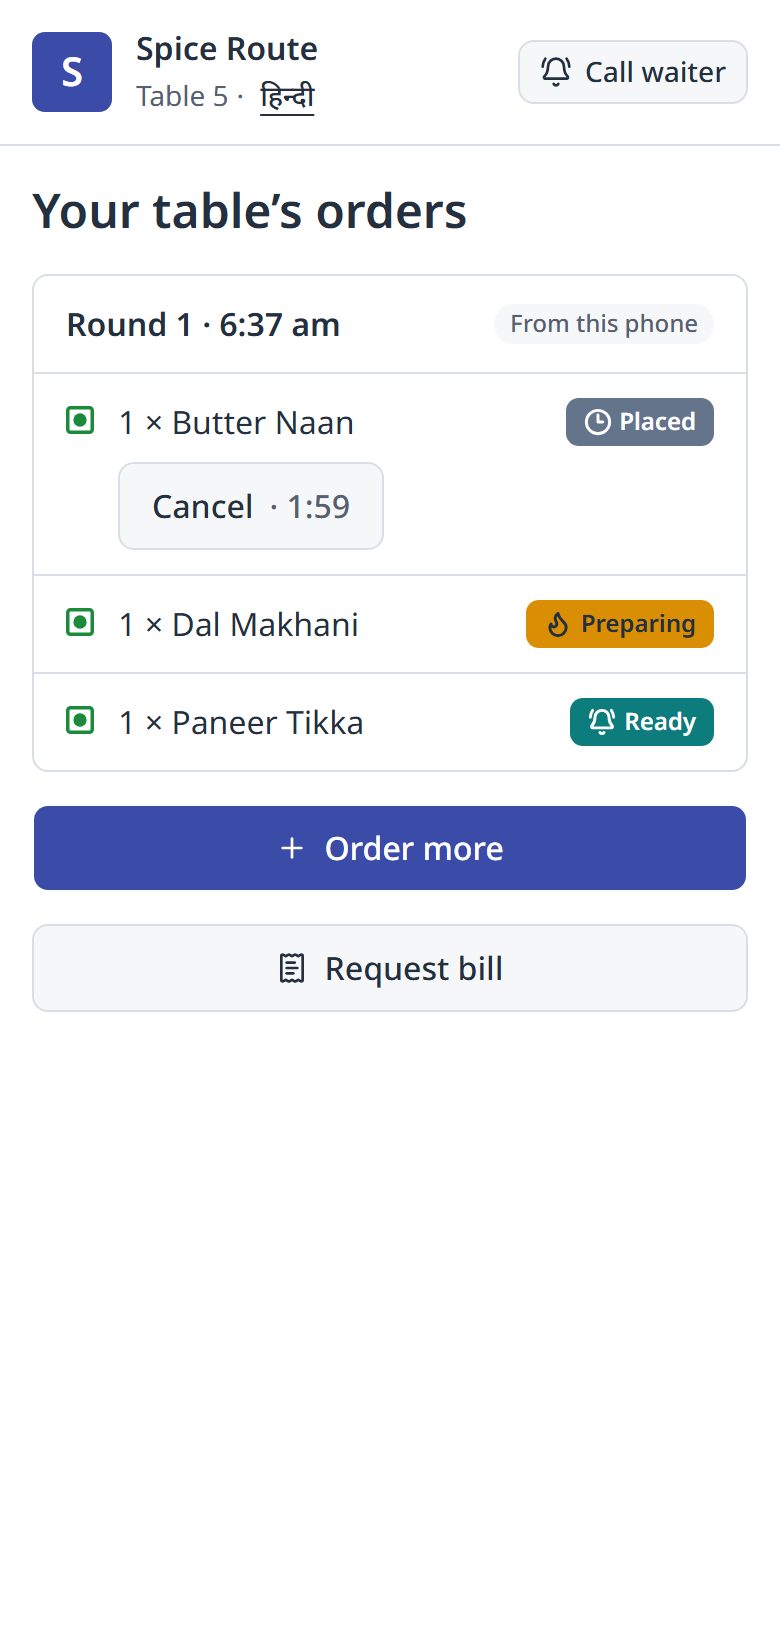 S
Spice Route
Table 5 · हिन्दी
Call waiter
Your table’s orders
Round 1 · 6:37 am
From this phone
1 × Butter Naan
Placed
Cancel · 1:59
1 × Dal Makhani
Preparing
1 × Paneer Tikka
Ready
Order more
Request bill